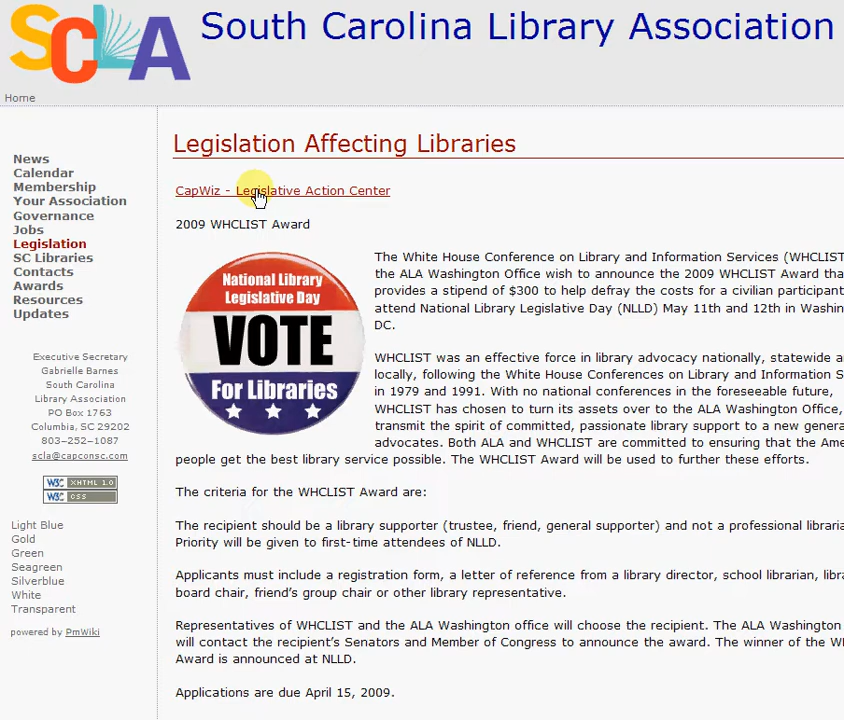 SCLA
South Carolina Library Association
Home
News
Calendar
Membership
Your Association
Governance
Jobs
Legislation
SC Libraries
Contacts
Awards
Resources
Updates
Executive Secretary
Gabrielle Barnes
South Carolina
Library Association
PO Box 1763
Columbia, SC 29202
803–252–1087
scla@capconsc.com
W3C XHTML 1.0
W3C CSS
Light Blue
Gold
Green
Seagreen
Silverblue
White
Transparent
powered by PmWiki
Legislation Affecting Libraries
CapWiz - Legislative Action Center
2009 WHCLIST Award
National Library
Legislative Day
VOTE
For Libraries
The White House Conference on Library and Information Services (WHCLIST
the ALA Washington Office wish to announce the 2009 WHCLIST Award tha
provides a stipend of $300 to help defray the costs for a civilian participant
attend National Library Legislative Day (NLLD) May 11th and 12th in Washin
DC.
WHCLIST was an effective force in library advocacy nationally, statewide a
locally, following the White House Conferences on Library and Information S
in 1979 and 1991. With no national conferences in the foreseeable future,
WHCLIST has chosen to turn its assets over to the ALA Washington Office,
transmit the spirit of committed, passionate library support to a new genera
advocates. Both ALA and WHCLIST are committed to ensuring that the Ame
people get the best library service possible. The WHCLIST Award will be used to further these efforts.
The criteria for the WHCLIST Award are:
The recipient should be a library supporter (trustee, friend, general supporter) and not a professional libraria
Priority will be given to first-time attendees of NLLD.
Applicants must include a registration form, a letter of reference from a library director, school librarian, libra
board chair, friend’s group chair or other library representative.
Representatives of WHCLIST and the ALA Washington office will choose the recipient. The ALA Washington
will contact the recipient’s Senators and Member of Congress to announce the award. The winner of the WH
Award is announced at NLLD.
Applications are due April 15, 2009.